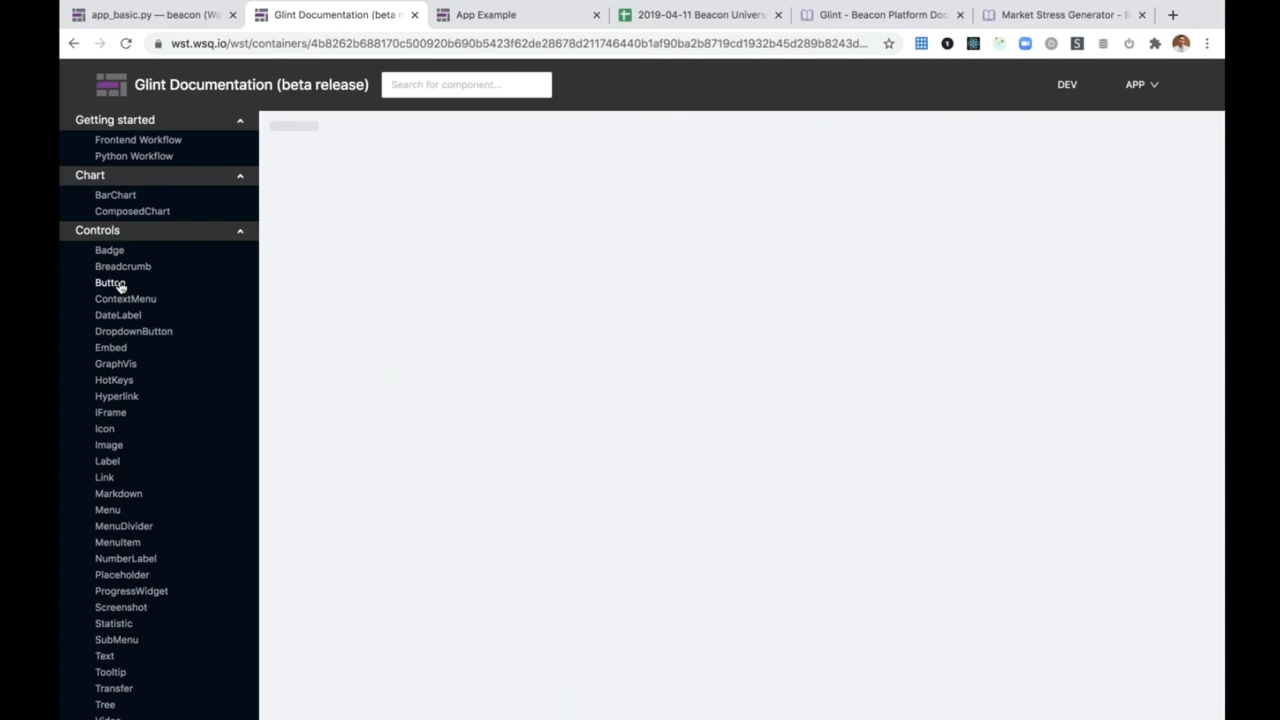 app_basic.py — beacon (Wo
Glint Documentation (beta r
App Example
2019-04-11 Beacon Univers
Glint - Beacon Platform Doc
Market Stress Generator - B
wst.wsq.io/wst/containers/4b8262b688170c500920b690b5423f62de28678d211746440b1af90ba2b8719cd1932b45d289b8243d...
Glint Documentation (beta release)
Search for component...
DEV
APP
Getting started
Frontend Workflow
Python Workflow
Chart
BarChart
ComposedChart
Controls
Badge
Breadcrumb
Button
ContextMenu
DateLabel
DropdownButton
Embed
GraphVis
HotKeys
Hyperlink
IFrame
Icon
Image
Label
Link
Markdown
Menu
MenuDivider
MenuItem
NumberLabel
Placeholder
ProgressWidget
Screenshot
Statistic
SubMenu
Text
Tooltip
Transfer
Tree